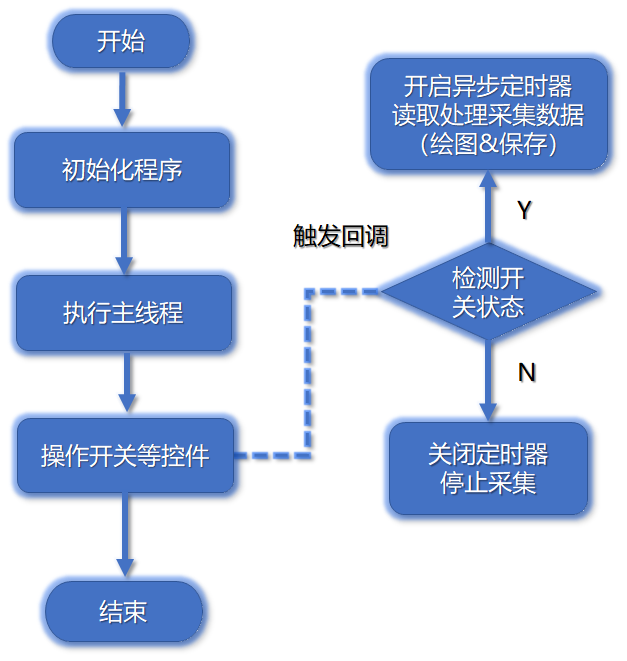 开始
初始化程序
执行主线程
操作开关等控件
结束
触发回调
开启异步定时器
读取处理采集数据
（绘图&保存）
Y
检测开
关状态
N
关闭定时器
停止采集